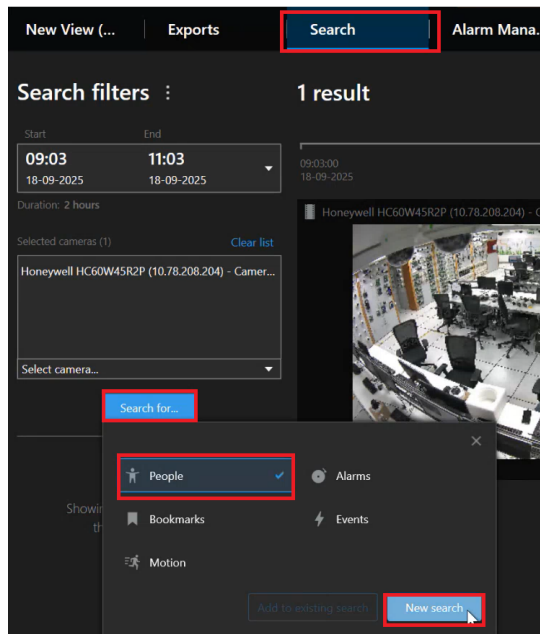 New View (... Exports Search Alarm Mana...
Search filters
1 result
Start End
09:03 11:03
18-09-2025 18-09-2025
Duration: 2 hours
09:03:00
18-09-2025
Selected cameras (1) Clear list
Honeywell HC60W45R2P (10.78.208.204) - Camer...
Honeywell HC60W45R2P (10.78.208.204) - C
Select camera...
Search for...
People
Alarms
Bookmarks
Events
Motion
Showin
th
Add to existing search
New search